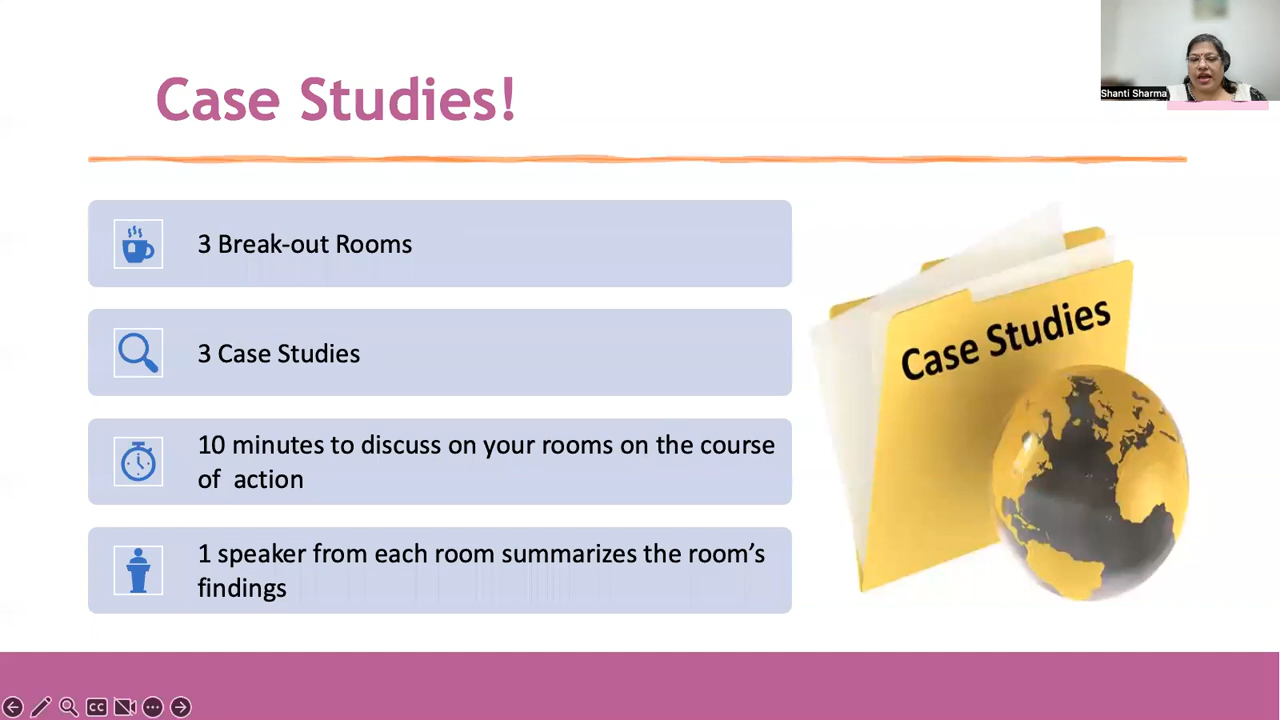 Case Studies!
Shanti Sharma
3 Break-out Rooms
3 Case Studies
10 minutes to discuss on your rooms on the course
of  action
1 speaker from each room summarizes the room’s
findings
Case Studies
CC